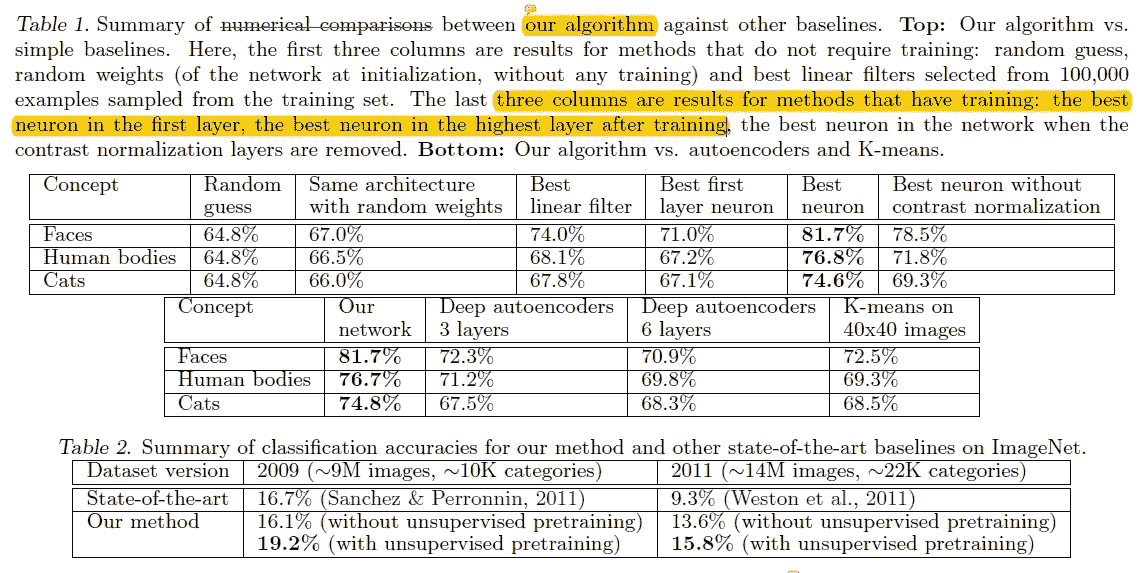 Table 1. Summary of numerical comparisons between our algorithm against other baselines. Top: Our algorithm vs.
simple baselines. Here, the first three columns are results for methods that do not require training: random guess,
random weights (of the network at initialization, without any training) and best linear filters selected from 100,000
examples sampled from the training set. The last three columns are results for methods that have training: the best
neuron in the first layer, the best neuron in the highest layer after training, the best neuron in the network when the
contrast normalization layers are removed. Bottom: Our algorithm vs. autoencoders and K-means.
Concept Random Same architecture Best Best first Best Best neuron without
guess with random weights linear filter layer neuron neuron contrast normalization
Faces 64.8% 67.0% 74.0% 71.0% 81.7% 78.5%
Human bodies 64.8% 66.5% 68.1% 67.2% 76.8% 71.8%
Cats 64.8% 66.0% 67.8% 67.1% 74.6% 69.3%
Concept Our Deep autoencoders Deep autoencoders K-means on
network 3 layers 6 layers 40x40 images
Faces 81.7% 72.3% 70.9% 72.5%
Human bodies 76.7% 71.2% 69.8% 69.3%
Cats 74.8% 67.5% 68.3% 68.5%
Table 2. Summary of classification accuracies for our method and other state-of-the-art baselines on ImageNet.
Dataset version 2009 (~9M images, ~10K categories) 2011 (~14M images, ~22K categories)
State-of-the-art 16.7% (Sanchez & Perronnin, 2011) 9.3% (Weston et al., 2011)
Our method 16.1% (without unsupervised pretraining) 13.6% (without unsupervised pretraining)
19.2% (with unsupervised pretraining) 15.8% (with unsupervised pretraining)